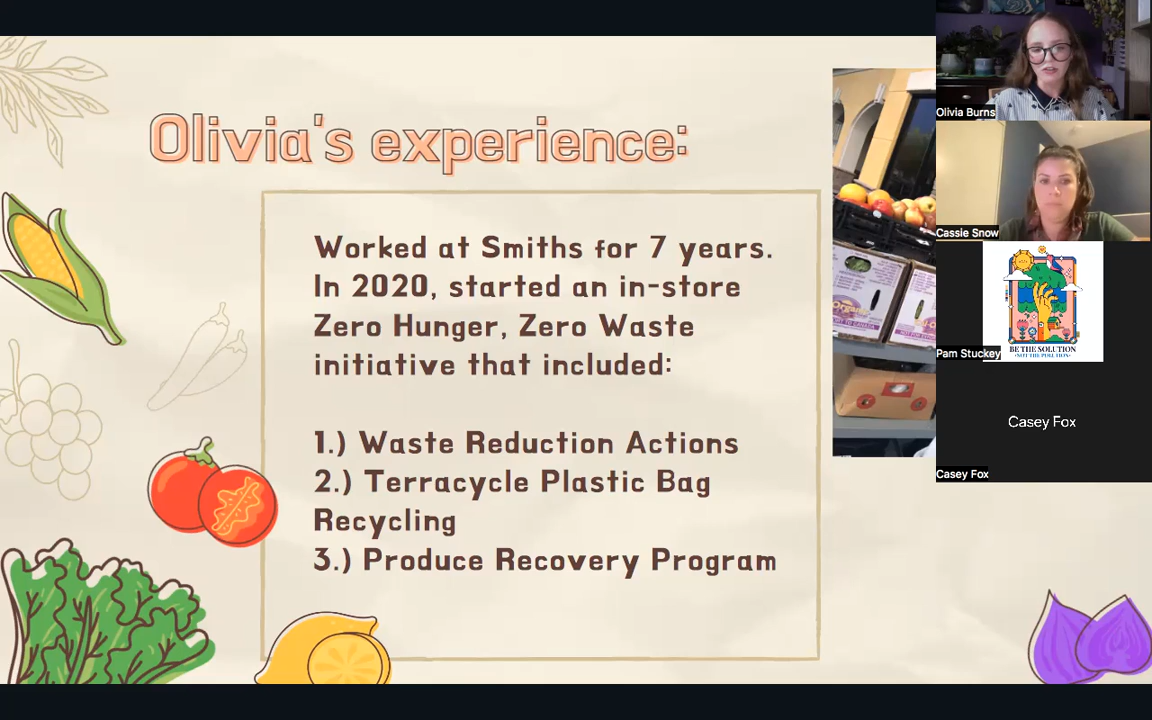 Olivia's experience:
Worked at Smiths for 7 years.
In 2020, started an in-store
Zero Hunger, Zero Waste
initiative that included:
1.) Waste Reduction Actions
2.) Terracycle Plastic Bag
Recycling
3.) Produce Recovery Program
Olivia Burns
Cassie Snow
BE THE SOLUTION
Pam Stuckey
Casey Fox
Casey Fox